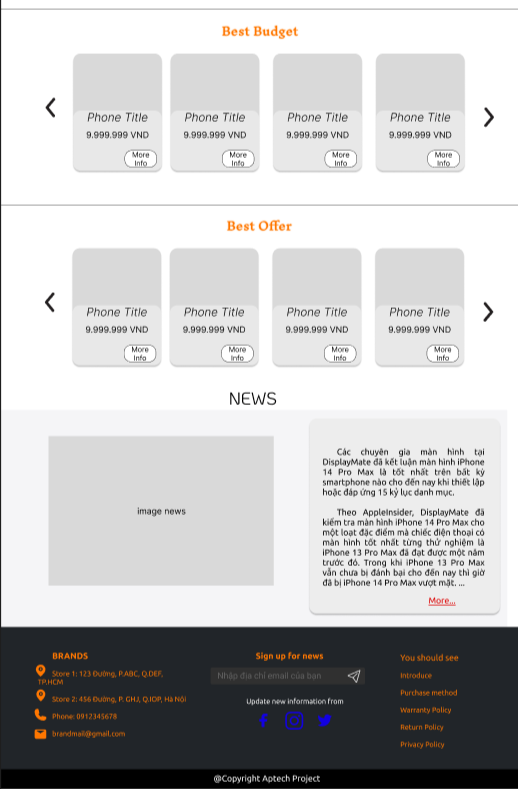 Best Budget
Phone Title
9.999.999 VND
More
Info
Phone Title
9.999.999 VND
More
Info
Phone Title
9.999.999 VND
More
Info
Phone Title
9.999.999 VND
More
Info
Best Offer
Phone Title
9.999.999 VND
More
Info
Phone Title
9.999.999 VND
More
Info
Phone Title
9.999.999 VND
More
Info
Phone Title
9.999.999 VND
More
Info
NEWS
image news
Các chuyên gia màn hình tại
DisplayMate đã kết luận màn hình iPhone
14 Pro Max là tốt nhất trên bất kỳ
smartphone nào cho đến nay khi thiết lập
hoặc đáp ứng 15 kỷ lục danh mục.
Theo AppleInsider, DisplayMate đã
kiểm tra màn hình iPhone 14 Pro Max cho
một loạt đặc điểm mà chiếc điện thoại có
màn hình tốt nhất từng thử nghiệm là
iPhone 13 Pro Max đã đạt được một năm
trước đó. Trong khi iPhone 13 Pro Max
vẫn chưa bị đánh bại cho đến nay thì giờ
đã bị iPhone 14 Pro Max vượt mặt. ...
More...
BRANDS
Store 1: 123 Đường, P.ABC, Q.DEF,
TP.HCM
Store 2: 456 Đường, P. GHJ, Q.IOP, Hà Nội
Phone: 0912345678
brandmail@gmail.com
Sign up for news
Nhập địa chỉ email của bạn
Update new information from
You should see
Introduce
Purchase method
Warranty Policy
Return Policy
Privacy Policy
@Copyright Aptech Project